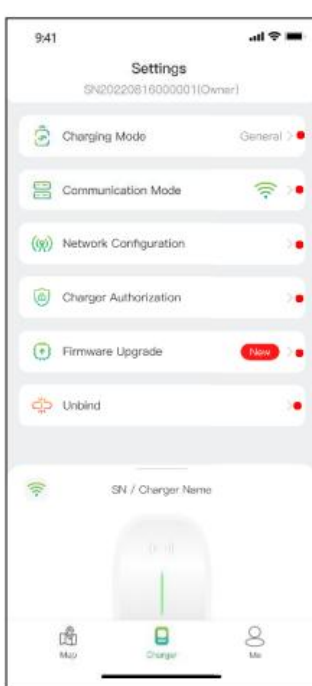 9:41
Settings
SN20220816000001(Owner)
Charging Mode General
Communication Mode
Network Configuration
Charger Authorization
Firmware Upgrade New
Unbind
SN / Charger Name
Map Charger Me